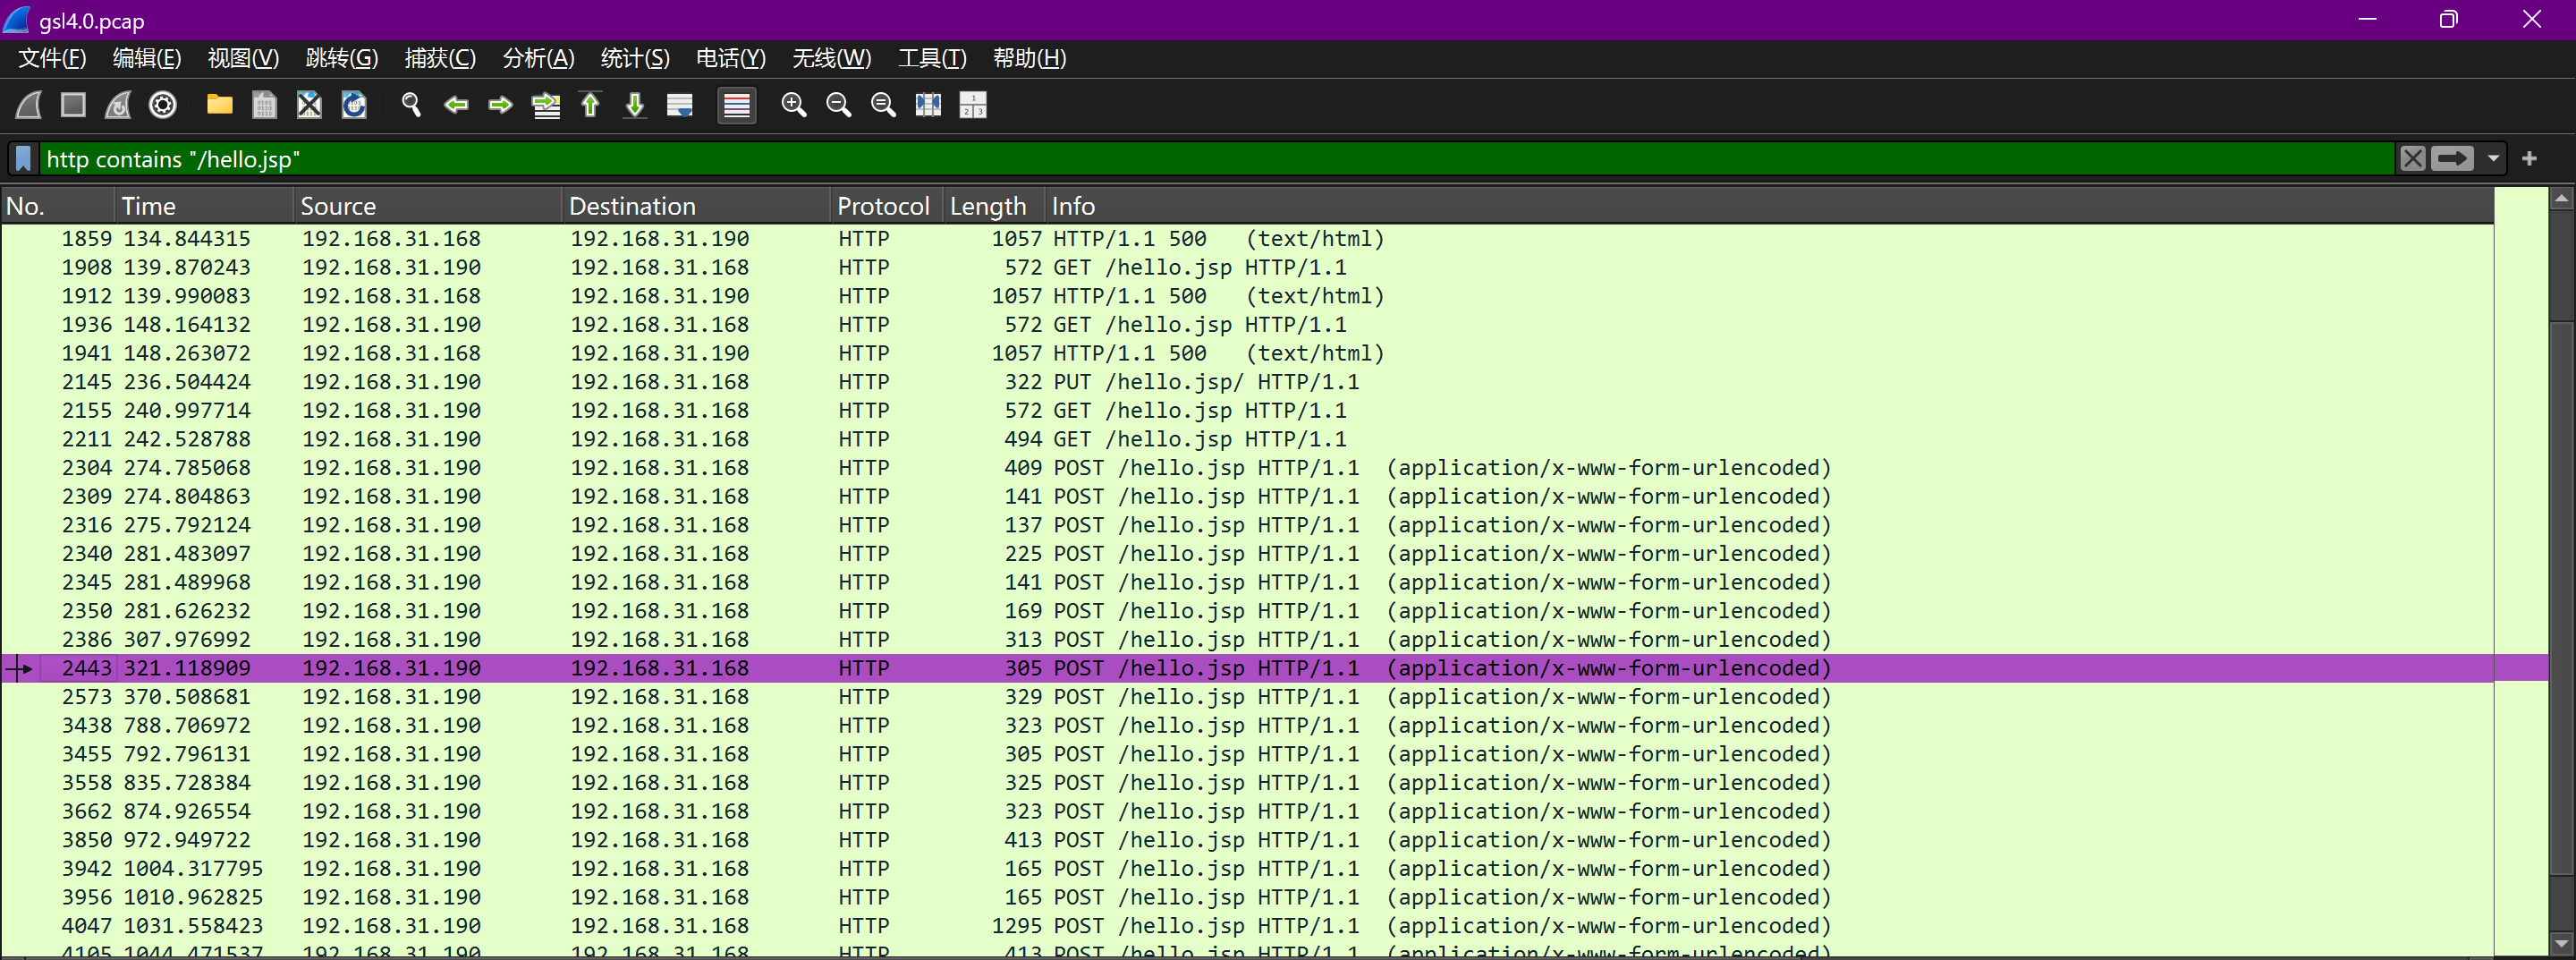 gsl4.0.pcap
文件(F) 编辑(E) 视图(V) 跳转(G) 捕获(C) 分析(A) 统计(S) 电话(Y) 无线(W) 工具(T) 帮助(H)
http contains "/hello.jsp"
No. Time Source Destination Protocol Length Info
1859 134.844315 192.168.31.168 192.168.31.190 HTTP 1057 HTTP/1.1 500 (text/html)
1908 139.870243 192.168.31.190 192.168.31.168 HTTP 572 GET /hello.jsp HTTP/1.1
1912 139.990083 192.168.31.168 192.168.31.190 HTTP 1057 HTTP/1.1 500 (text/html)
1936 148.164132 192.168.31.190 192.168.31.168 HTTP 572 GET /hello.jsp HTTP/1.1
1941 148.263072 192.168.31.168 192.168.31.190 HTTP 1057 HTTP/1.1 500 (text/html)
2145 236.504424 192.168.31.190 192.168.31.168 HTTP 322 PUT /hello.jsp/ HTTP/1.1
2155 240.997714 192.168.31.190 192.168.31.168 HTTP 572 GET /hello.jsp HTTP/1.1
2211 242.528788 192.168.31.190 192.168.31.168 HTTP 494 GET /hello.jsp HTTP/1.1
2304 274.785068 192.168.31.190 192.168.31.168 HTTP 409 POST /hello.jsp HTTP/1.1 (application/x-www-form-urlencoded)
2309 274.804863 192.168.31.190 192.168.31.168 HTTP 141 POST /hello.jsp HTTP/1.1 (application/x-www-form-urlencoded)
2316 275.792124 192.168.31.190 192.168.31.168 HTTP 137 POST /hello.jsp HTTP/1.1 (application/x-www-form-urlencoded)
2340 281.483097 192.168.31.190 192.168.31.168 HTTP 225 POST /hello.jsp HTTP/1.1 (application/x-www-form-urlencoded)
2345 281.489968 192.168.31.190 192.168.31.168 HTTP 141 POST /hello.jsp HTTP/1.1 (application/x-www-form-urlencoded)
2350 281.626232 192.168.31.190 192.168.31.168 HTTP 169 POST /hello.jsp HTTP/1.1 (application/x-www-form-urlencoded)
2386 307.976992 192.168.31.190 192.168.31.168 HTTP 313 POST /hello.jsp HTTP/1.1 (application/x-www-form-urlencoded)
2443 321.118909 192.168.31.190 192.168.31.168 HTTP 305 POST /hello.jsp HTTP/1.1 (application/x-www-form-urlencoded)
2573 370.508681 192.168.31.190 192.168.31.168 HTTP 329 POST /hello.jsp HTTP/1.1 (application/x-www-form-urlencoded)
3438 788.706972 192.168.31.190 192.168.31.168 HTTP 323 POST /hello.jsp HTTP/1.1 (application/x-www-form-urlencoded)
3455 792.796131 192.168.31.190 192.168.31.168 HTTP 305 POST /hello.jsp HTTP/1.1 (application/x-www-form-urlencoded)
3558 835.728384 192.168.31.190 192.168.31.168 HTTP 325 POST /hello.jsp HTTP/1.1 (application/x-www-form-urlencoded)
3662 874.926554 192.168.31.190 192.168.31.168 HTTP 323 POST /hello.jsp HTTP/1.1 (application/x-www-form-urlencoded)
3850 972.949722 192.168.31.190 192.168.31.168 HTTP 413 POST /hello.jsp HTTP/1.1 (application/x-www-form-urlencoded)
3942 1004.317795 192.168.31.190 192.168.31.168 HTTP 165 POST /hello.jsp HTTP/1.1 (application/x-www-form-urlencoded)
3956 1010.962825 192.168.31.190 192.168.31.168 HTTP 165 POST /hello.jsp HTTP/1.1 (application/x-www-form-urlencoded)
4047 1031.558423 192.168.31.190 192.168.31.168 HTTP 1295 POST /hello.jsp HTTP/1.1 (application/x-www-form-urlencoded)
4105 1044.471537 192.168.31.190 192.168.31.168 HTTP 413 POST /hello.jsp HTTP/1.1 (application/x-www-form-urlencoded)